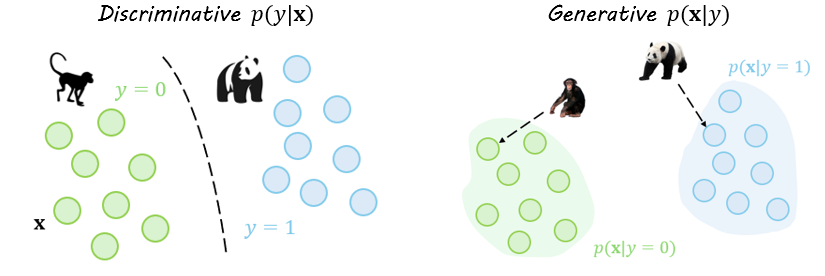 Discriminative p(y|x)
y = 0
x
y = 1
Generative p(x|y)
p(x|y = 1)
p(x|y = 0)